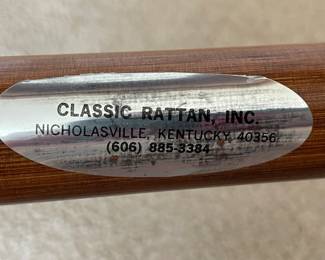 CLASSIC RATTAN, INC.
NICHOLASVILLE, KENTUCKY 40356
(606) 885-3384